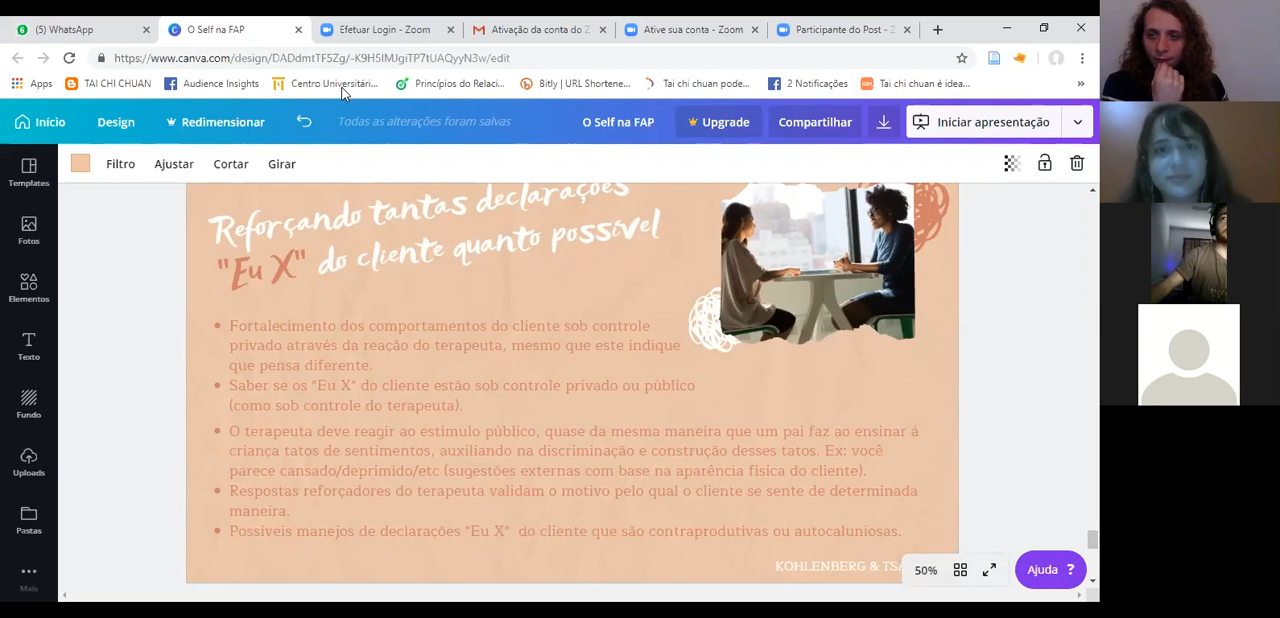 (5) WhatsApp
O Self na FAP
Efetuar Login - Zoom
Ativação da conta do Z
Ative sua conta - Zoom
Participante do Post - Z
https://www.canva.com/design/DADdmtTF5Zg/-K9H5IMJgiTP7tUAQyyN3w/edit
Apps
TAI CHI CHUAN
Audience Insights
Centro Universitári...
Princípios do Relaci...
Bitly | URL Shortene...
Tai chi chuan pode...
2 Notificações
Tai chi chuan é idea...
»
Início
Design
Redimensionar
Todas as alterações foram salvas
O Self na FAP
Upgrade
Compartilhar
Iniciar apresentação
Filtro
Ajustar
Cortar
Girar
Templates
Fotos
Elementos
Texto
Fundo
Uploads
Pastas
Mais
Reforçando tantas declarações
"Eu X" do cliente quanto possível
• Fortalecimento dos comportamentos do cliente sob controle
privado através da reação do terapeuta, mesmo que este indique
que pensa diferente.
• Saber se os "Eu X" do cliente estão sob controle privado ou público
(como sob controle do terapeuta).
• O terapeuta deve reagir ao estímulo público, quase da mesma maneira que um pai faz ao ensinar á
criança tatos de sentimentos, auxiliando na discriminação e construção desses tatos. Ex: você
parece cansado/deprimido/etc (sugestões externas com base na aparência física do cliente).
• Respostas reforçadores do terapeuta validam o motivo pelo qual o cliente se sente de determinada
maneira.
• Possíveis manejos de declarações "Eu X" do cliente que são contraprodutivas ou autocaluniosas.
KOHLENBERG & TSA
50%
Ajuda ?